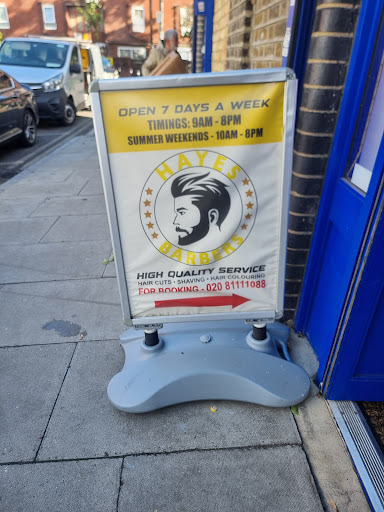 OPEN 7 DAYS A WEEK
TIMINGS: 9AM - 8PM
SUMMER WEEKENDS - 10AM - 8PM
HAYES
BARBERS
HIGH QUALITY SERVICE
HAIR CUTS • SHAVING • HAIR COLOURING
FOR BOOKING - 020 81111088